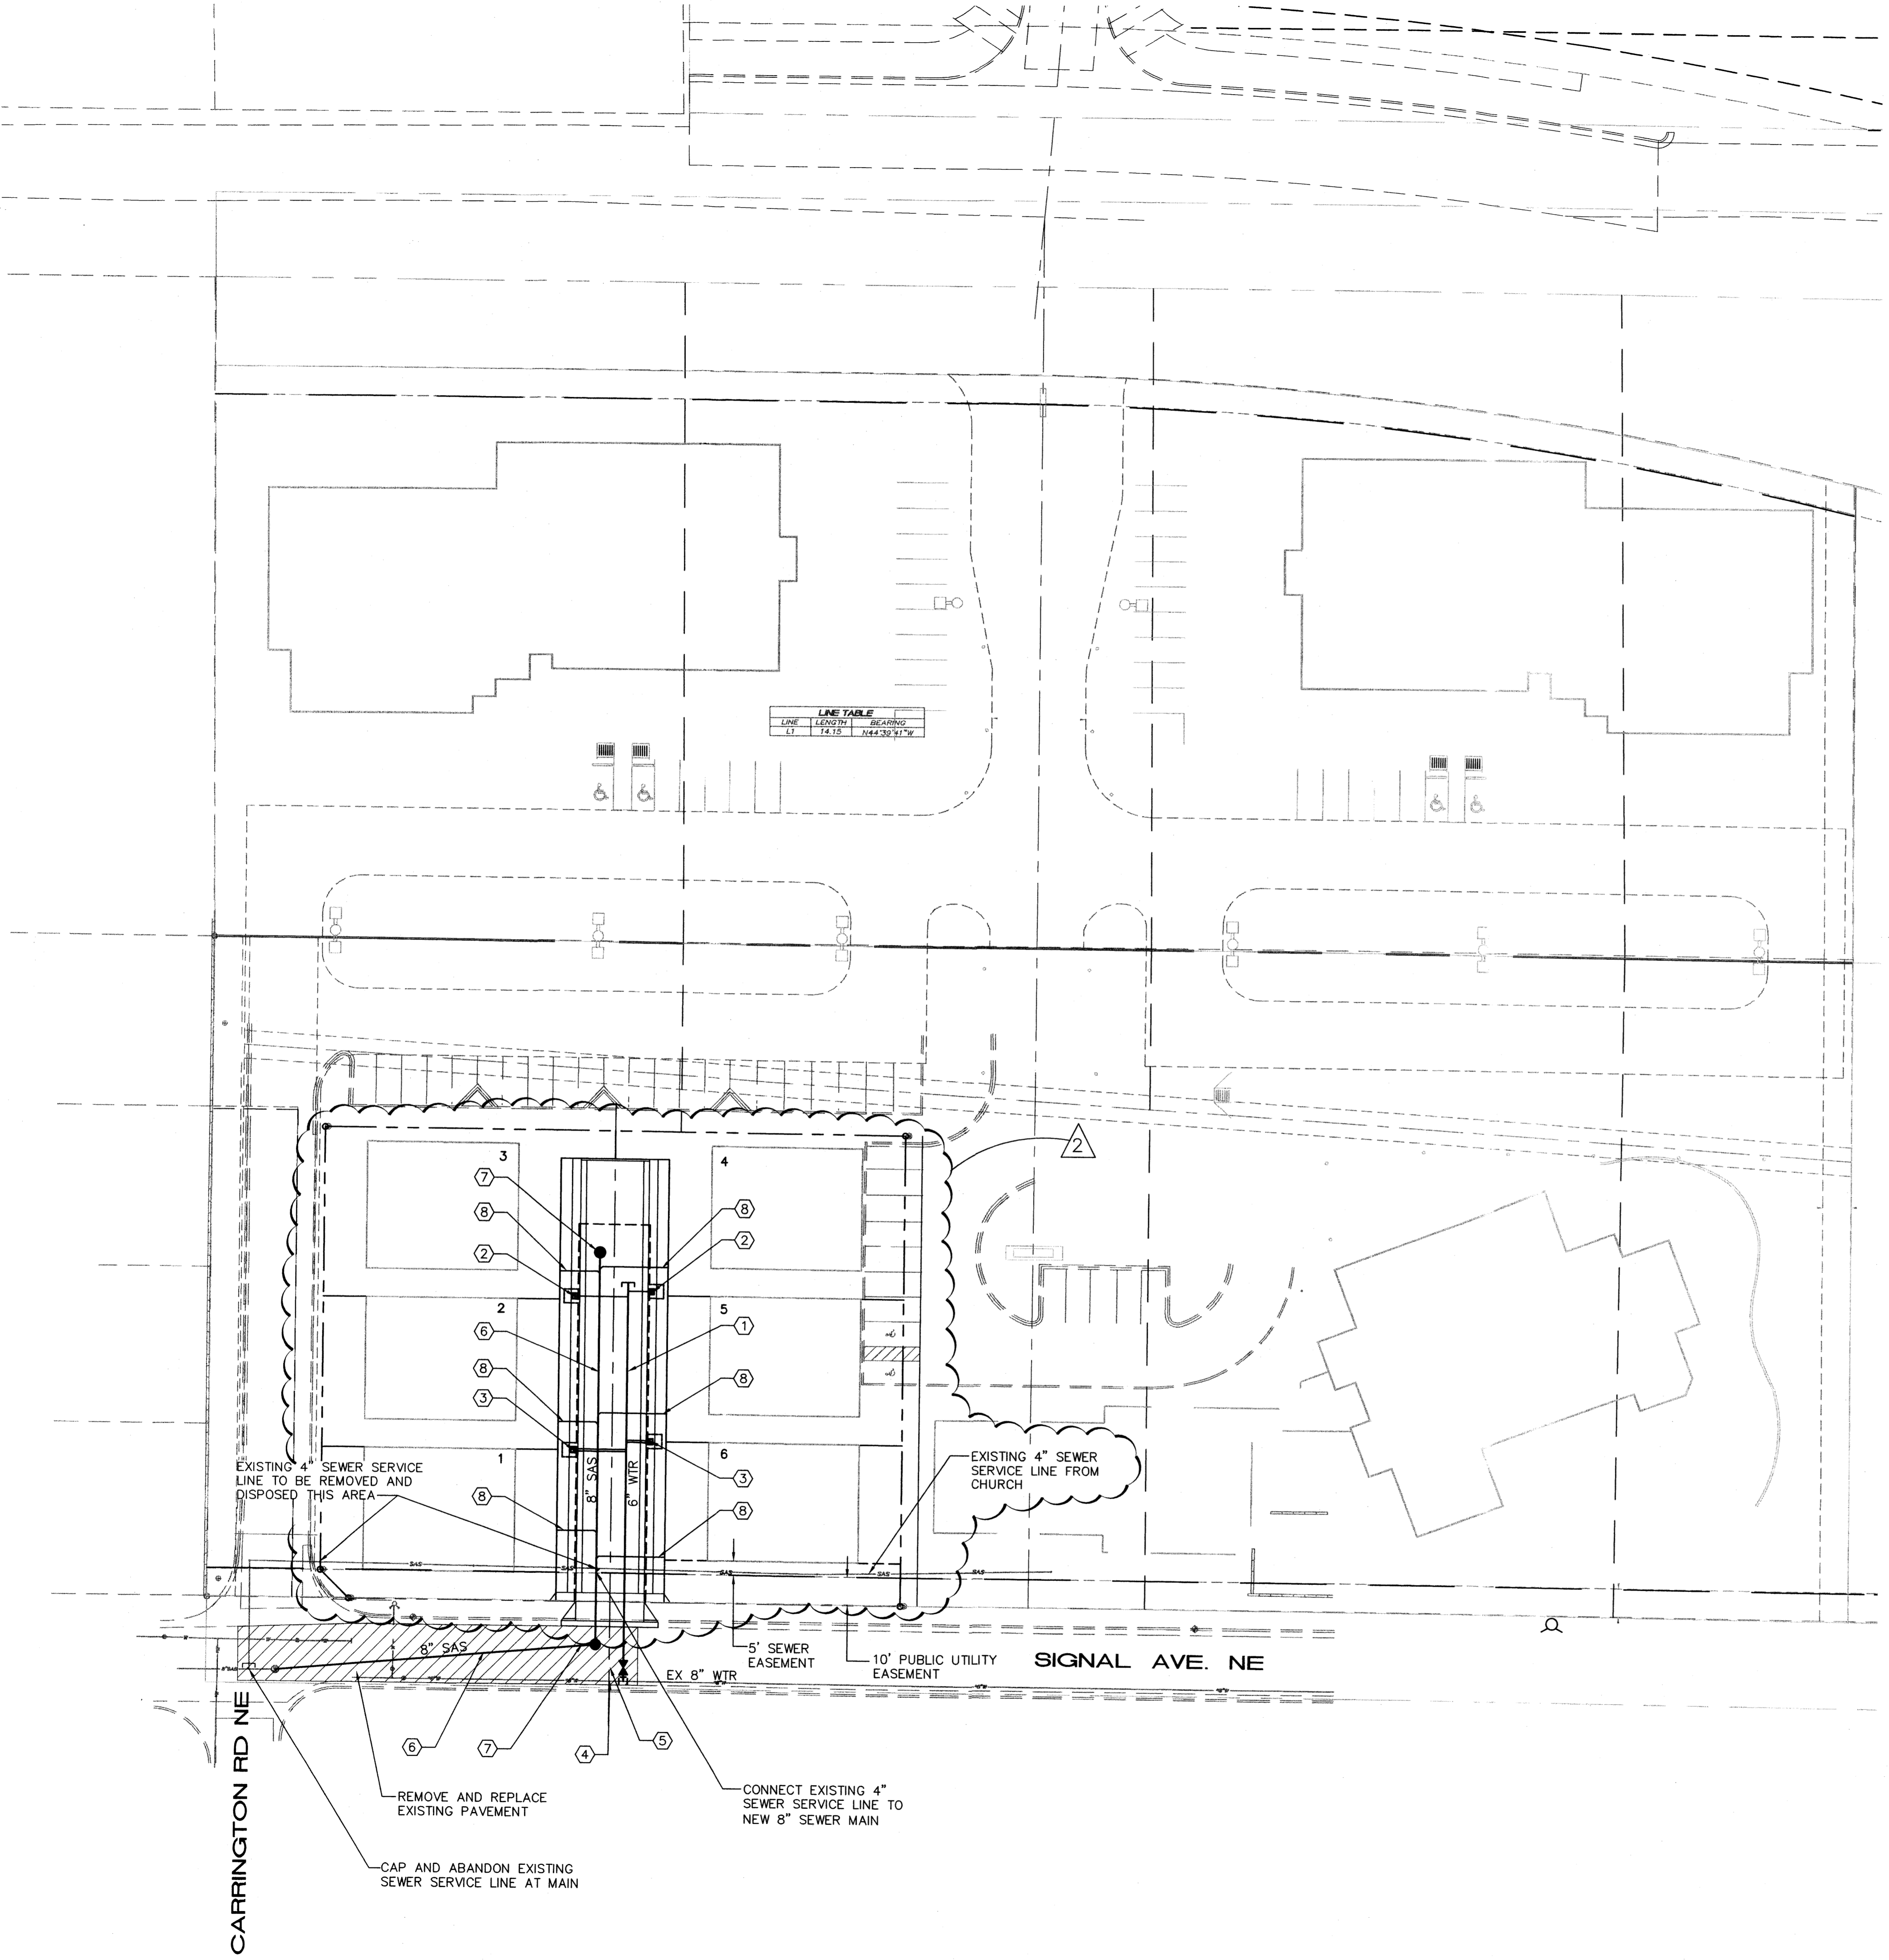 LINE TABLE
LINE LENGTH BEARING
L1 14.15 N44°39'41"W
2
3
4
7
8
8
2
2
2
5
6
1
8
8
3
1
6
3
8
8
8" SAS
6" WTR
EXISTING 4" SEWER SERVICE
LINE TO BE REMOVED AND
DISPOSED THIS AREA
EXISTING 4" SEWER
SERVICE LINE FROM
CHURCH
SAS
SAS
SAS
SAS
SAS
8" SAS
8"SAS
5' SEWER
EASEMENT
10' PUBLIC UTILITY
EASEMENT
SIGNAL AVE. NE
EX 8" WTR
6
7
4
5
CARRINGTON RD NE
REMOVE AND REPLACE
EXISTING PAVEMENT
CONNECT EXISTING 4"
SEWER SERVICE LINE TO
NEW 8" SEWER MAIN
CAP AND ABANDON EXISTING
SEWER SERVICE LINE AT MAIN